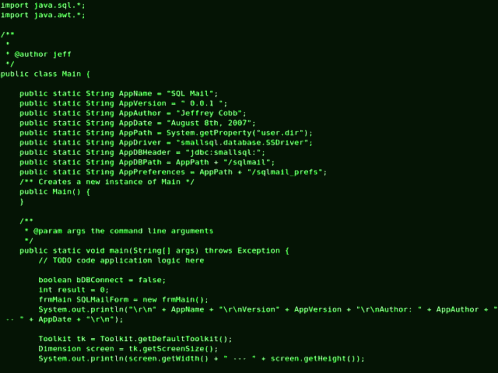 import java.sql.*;
import java.awt.*;
/**
*
* @author jeff
*/
public class Main {
public static String AppName = "SQL Mail";
public static String AppVersion = " 0.0.1 ";
public static String AppAuthor = "Jeffrey Cobb";
public static String AppDate = "August 8th, 2007";
public static String AppPath = System.getProperty("user.dir");
public static String AppDriver = "smallsql.database.SSDriver";
public static String AppDBHeader = "jdbc:smallsql:";
public static String AppDBPath = AppPath + "/sqlmail";
public static String AppPreferences = AppPath + "/sqlmail_prefs";
/** Creates a new instance of Main */
public Main() {
}
/**
* @param args the command line arguments
*/
public static void main(String[] args) throws Exception {
// TODO code application logic here
boolean bDBConnect = false;
int result = 0;
frmMain SQLMailForm = new frmMain();
System.out.println("\r\n" + AppName + "\r\nVersion" + AppVersion + "\r\nAuthor: " + AppAuthor + "
-- " + AppDate + "\r\n");
Toolkit tk = Toolkit.getDefaultToolkit();
Dimension screen = tk.getScreenSize();
System.out.println(screen.getWidth() + " --- " + screen.getHeight());